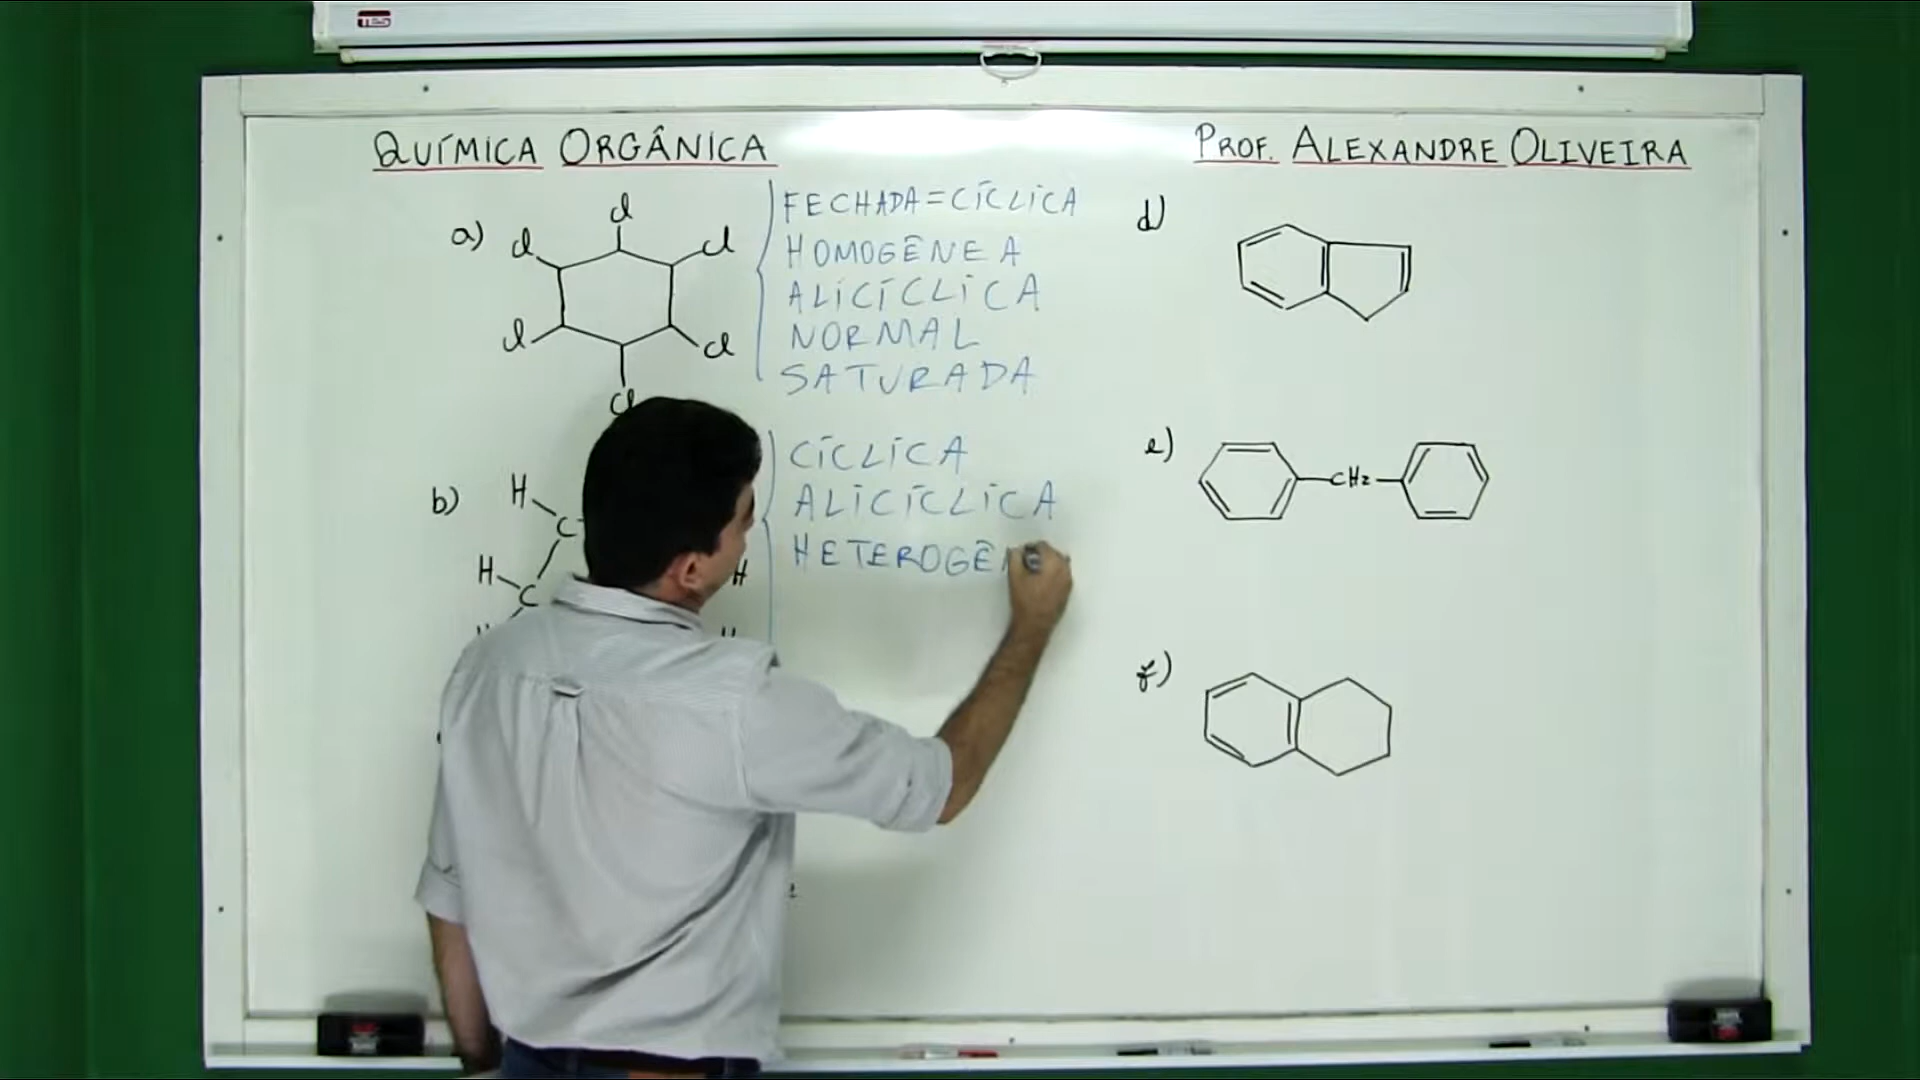 QUÍMICA ORGÂNICA
PROF. ALEXANDRE OLIVEIRA
a)
Cl
Cl
Cl
Cl
Cl
Cl
FECHADA=CÍCLICA
HOMOGÊNEA
ALICÍCLICA
NORMAL
SATURADA
b)
H
C
H
C
H
CÍCLICA
ALICÍCLICA
HETEROGÊNE
d)
e)
CH2
f)